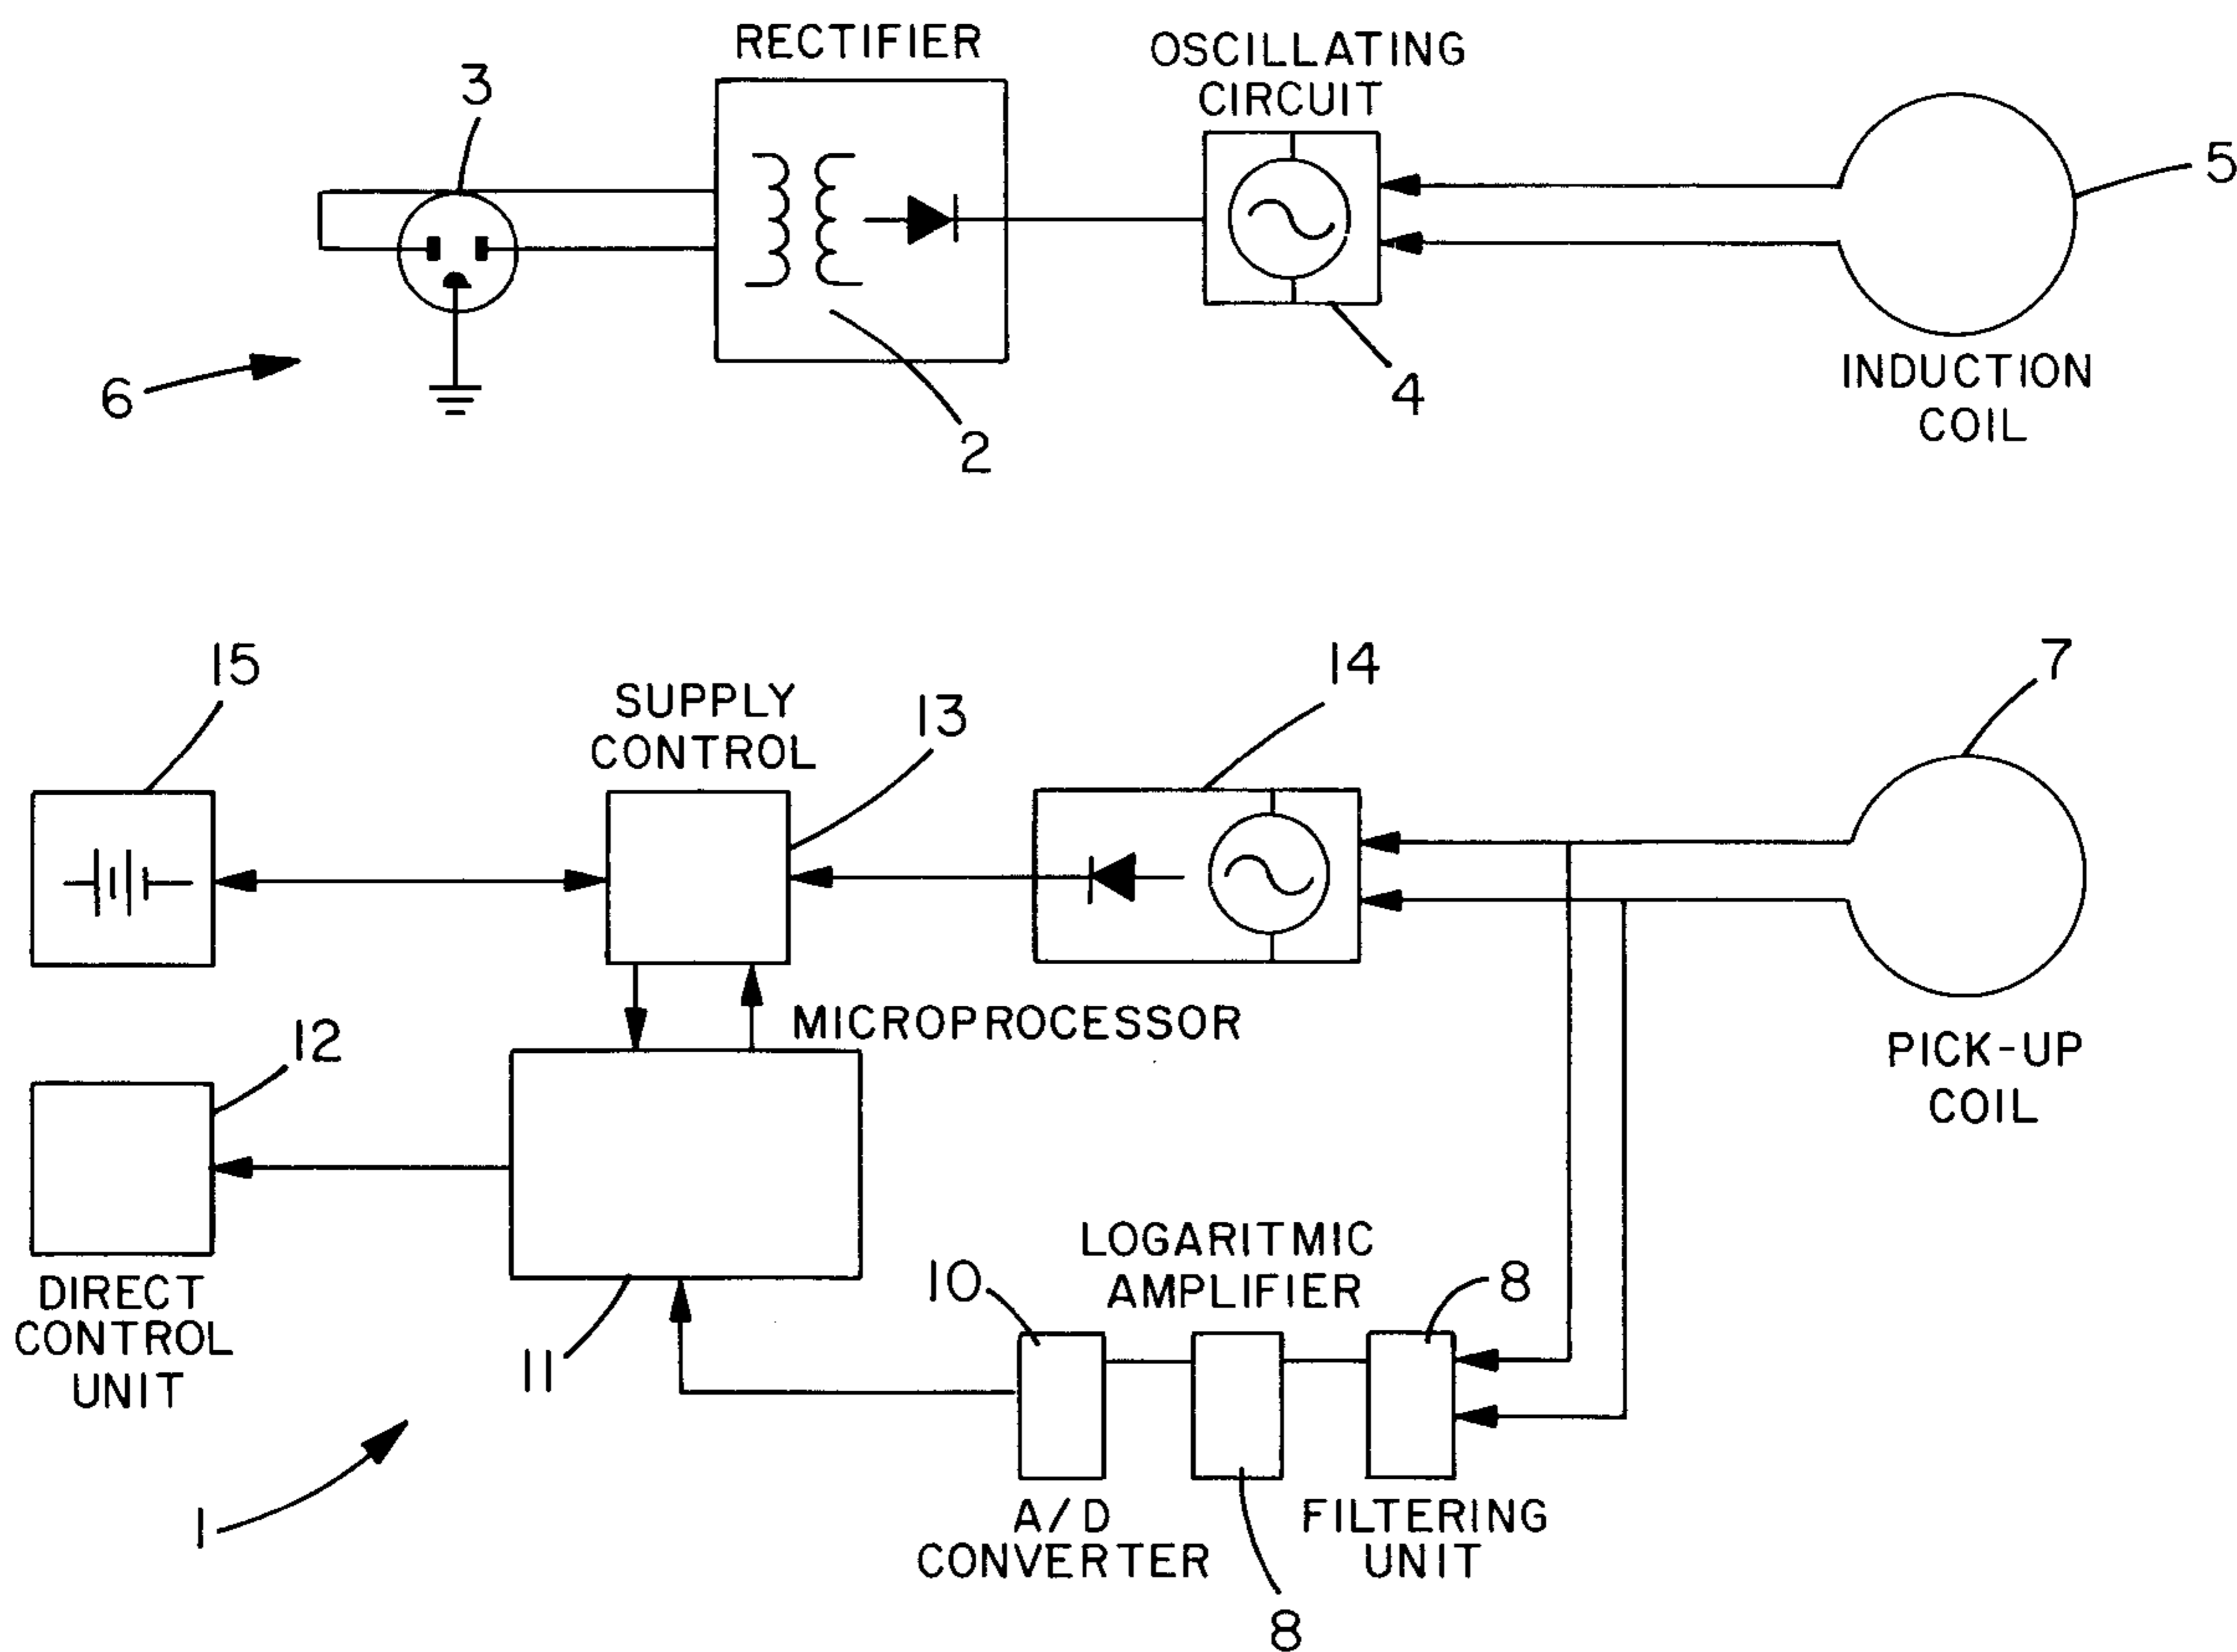 RECTIFIER
OSCILLATING
CIRCUIT
3
5
6
2
4
INDUCTION
COIL
15
SUPPLY
CONTROL
13
14
7
12
MICROPROCESSOR
PICK-UP
COIL
DIRECT
CONTROL
UNIT
11
10
LOGARITMIC
AMPLIFIER
8
1
A/D
CONVERTER
8
FILTERING
UNIT